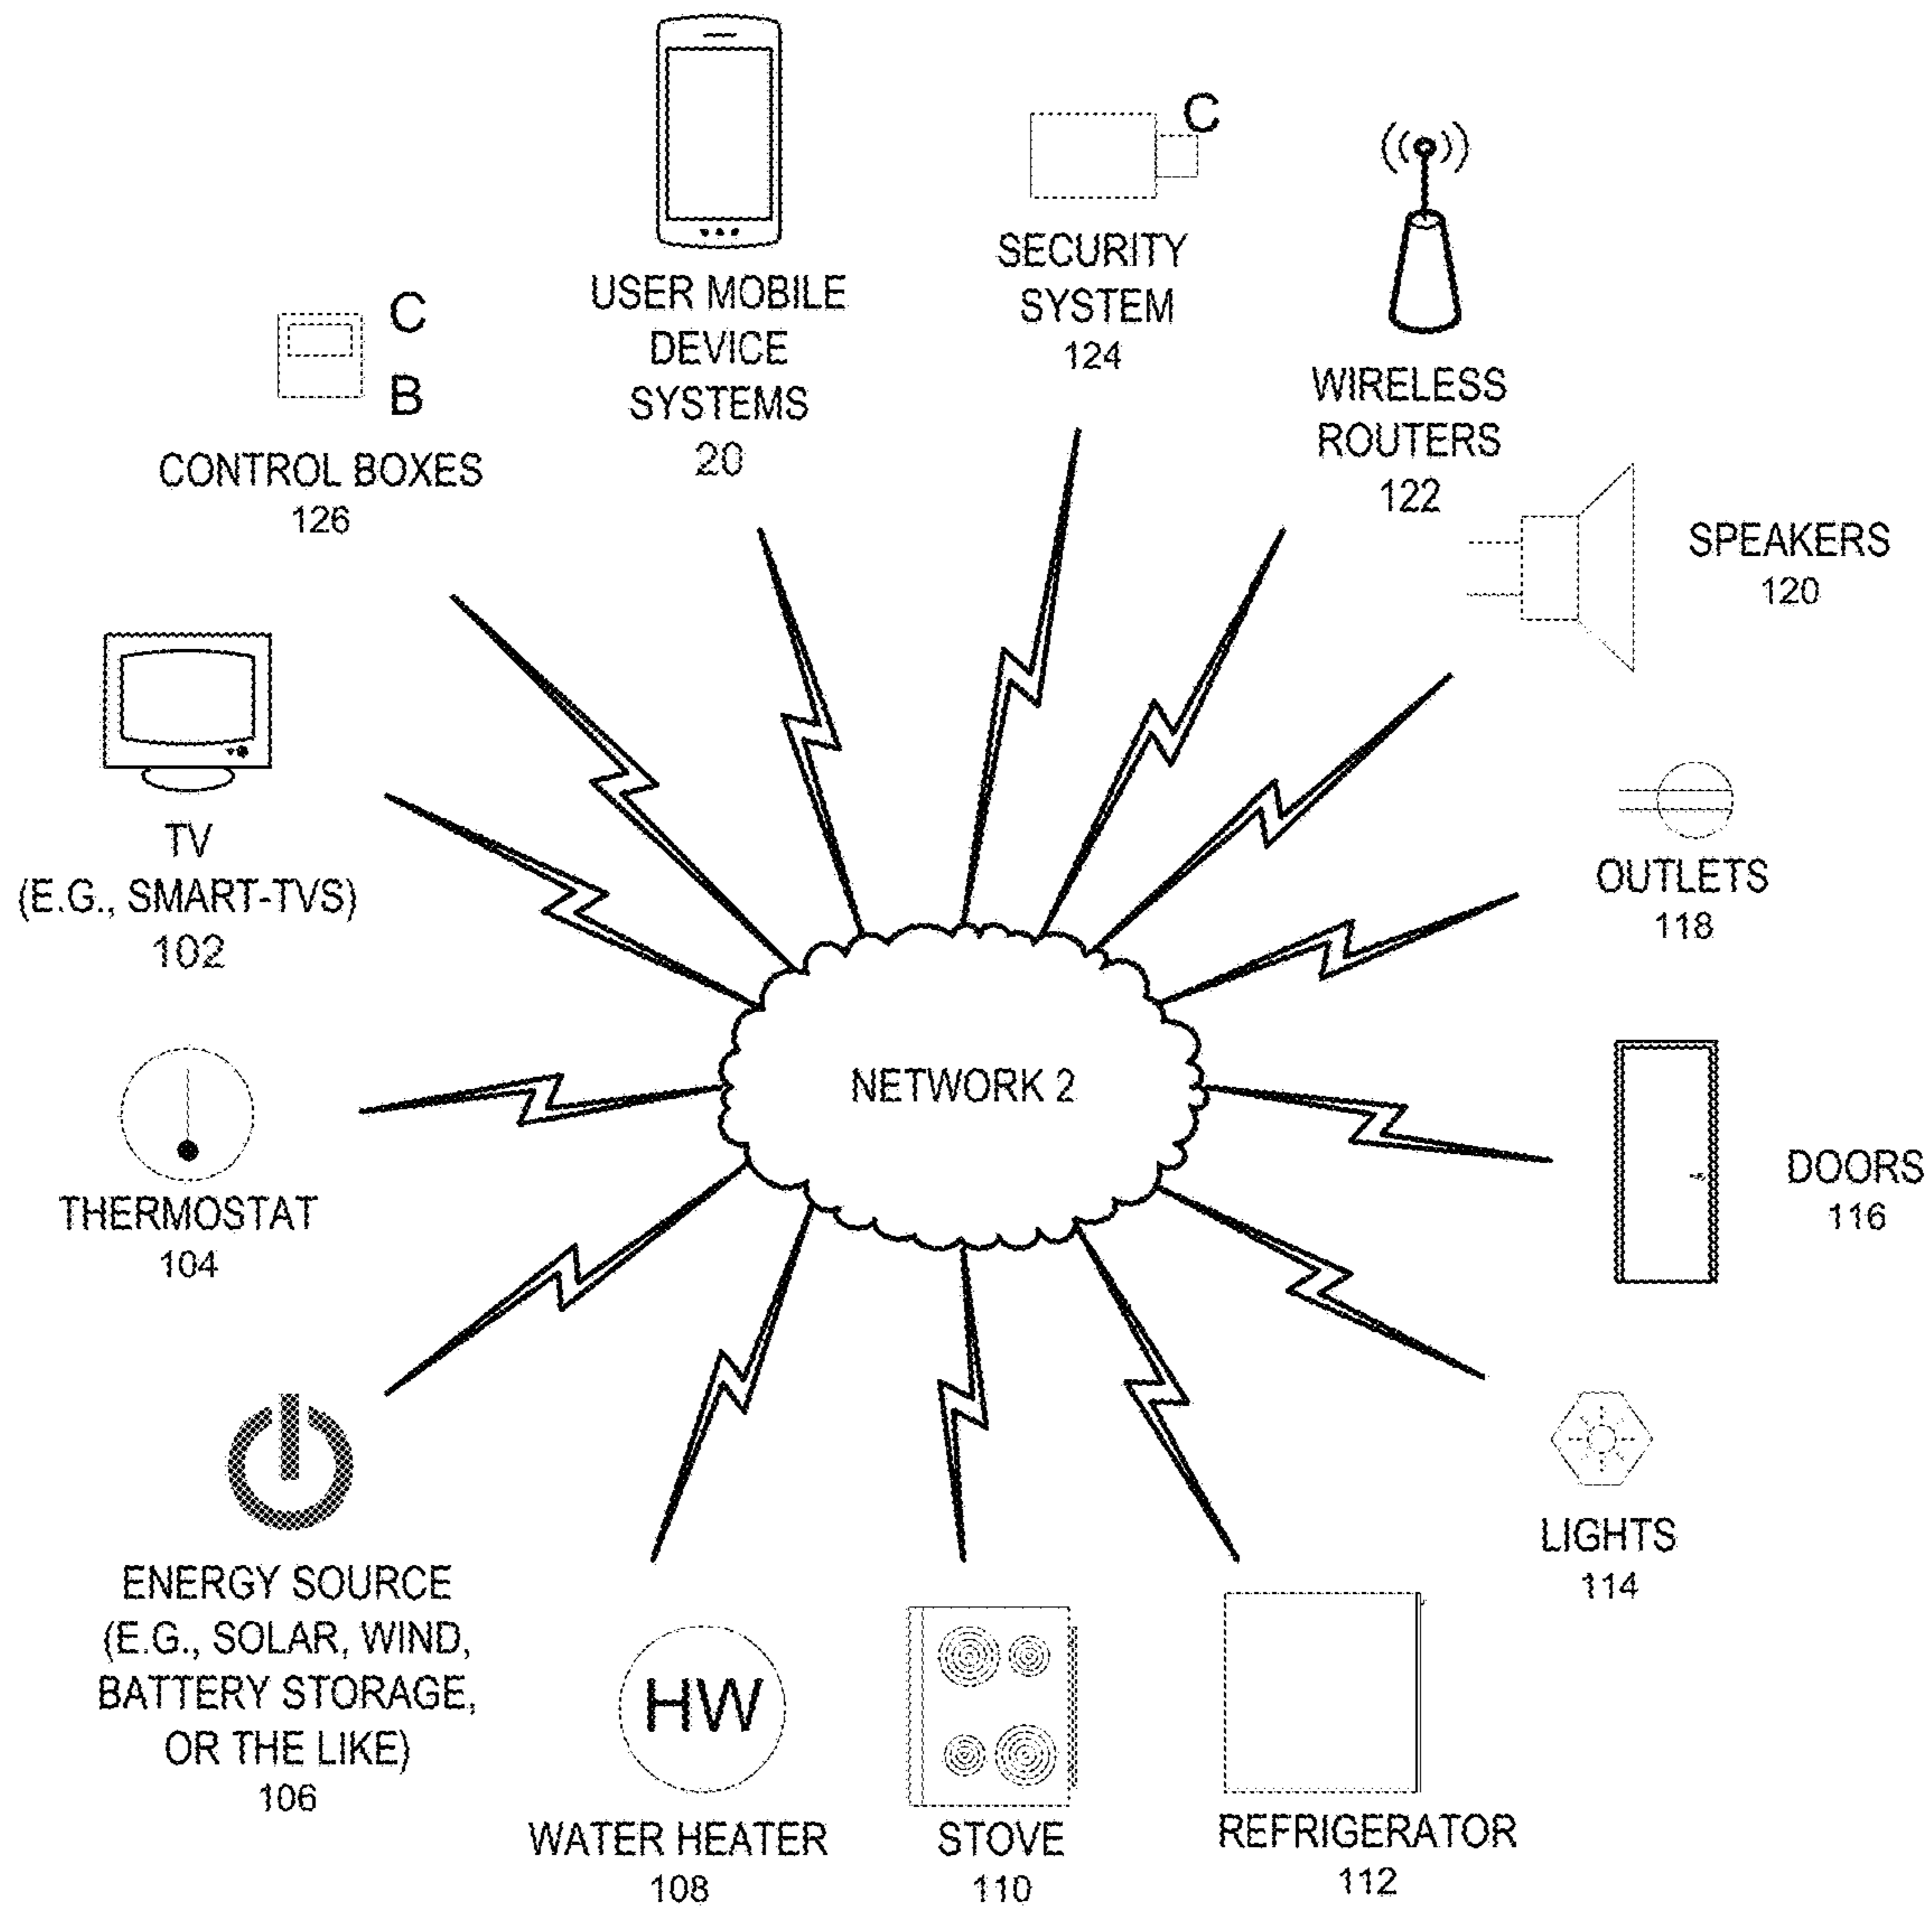 C
USER MOBILE
DEVICE
SYSTEMS
20
SECURITY
SYSTEM
124
WIRELESS
ROUTERS
122
C
B
CONTROL BOXES
126
SPEAKERS
120
TV
(E.G., SMART-TVS)
102
OUTLETS
118
NETWORK 2
THERMOSTAT
104
DOORS
116
ENERGY SOURCE
(E.G., SOLAR, WIND,
BATTERY STORAGE,
OR THE LIKE)
106
LIGHTS
114
HW
WATER HEATER
108
STOVE
110
REFRIGERATOR
112